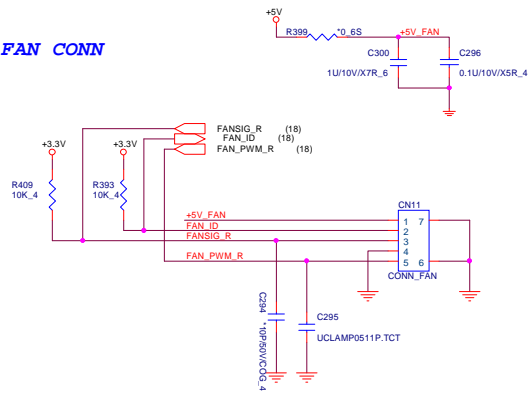 +5V
R399 *0_6S +5V_FAN
FAN CONN
C300 C296
1U/10V/X7R_6 0.1U/10V/X5R_4
FANSIG_R (18)
FAN_ID (18)
FAN_PWM_R (18)
+3.3V +3.3V
R409 R393
10K_4 10K_4
CN11
+5V_FAN 1 7
FAN_ID 2
FANSIG_R 3
4
FAN_PWM_R 5 6
CONN_FAN
C294
*10P/50V/COG_4
C295
UCLAMP0511P.TCT